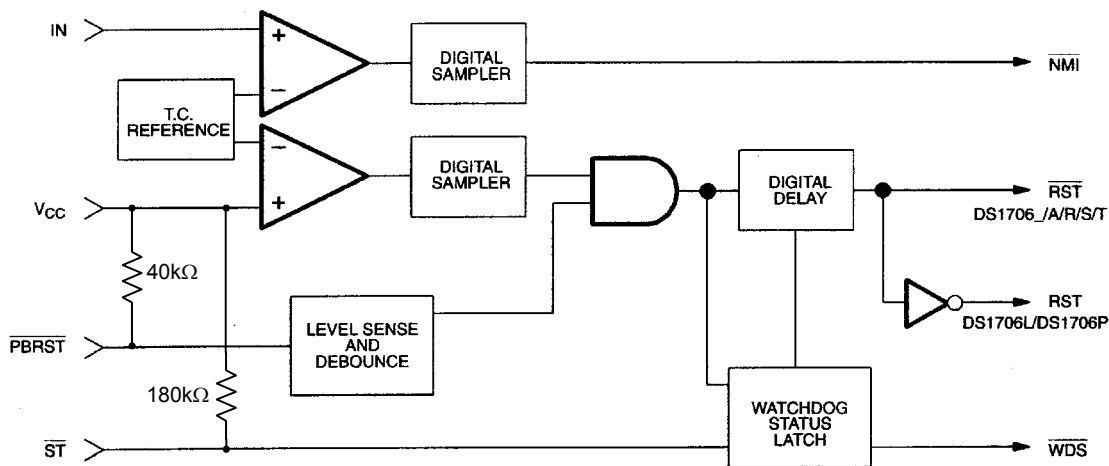 IN
+
−
DIGITAL
SAMPLER
NMI
T.C.
REFERENCE
−
+
DIGITAL
SAMPLER
VCC
DIGITAL
DELAY
RST
DS1706_/A/R/S/T
40kΩ
LEVEL SENSE
AND
DEBOUNCE
RST
DS1706L/DS1706P
PBRST
180kΩ
WATCHDOG
STATUS
LATCH
ST
WDS